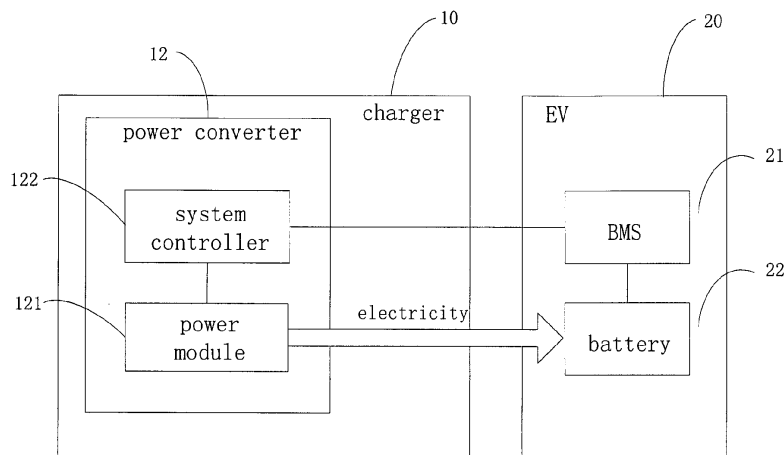 10
20
12
charger
EV
power converter
21
122
system
controller
BMS
22
121
electricity
power
module
battery